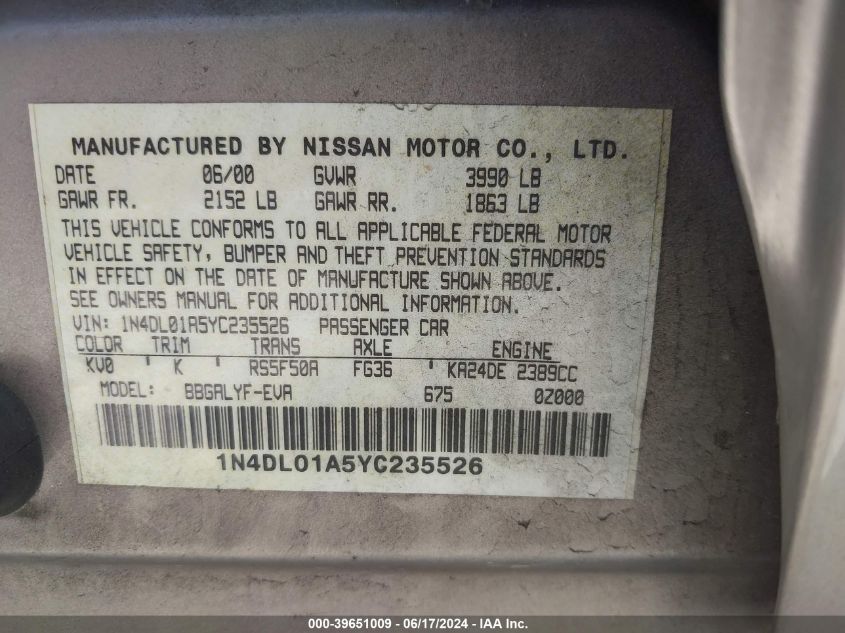 MANUFACTURED BY NISSAN MOTOR CO., LTD.
DATE 06/00 GVWR 3990 LB
GAWR FR. 2152 LB GAWR RR. 1863 LB
THIS VEHICLE CONFORMS TO ALL APPLICABLE FEDERAL MOTOR
VEHICLE SAFETY, BUMPER AND THEFT PREVENTION STANDARDS
IN EFFECT ON THE DATE OF MANUFACTURE SHOWN ABOVE.
SEE OWNERS MANUAL FOR ADDITIONAL INFORMATION.
VIN: 1N4DL01A5YC235526 PASSENGER CAR
COLOR TRIM TRANS AXLE ENGINE
KV0 ' K RS5F50A FG36 ' KA24DE 2389CC
MODEL: BBGALYF-EVA 675 0Z000
1N4DL01A5YC235526
000-39651009 - 06/17/2024 - IAA Inc.